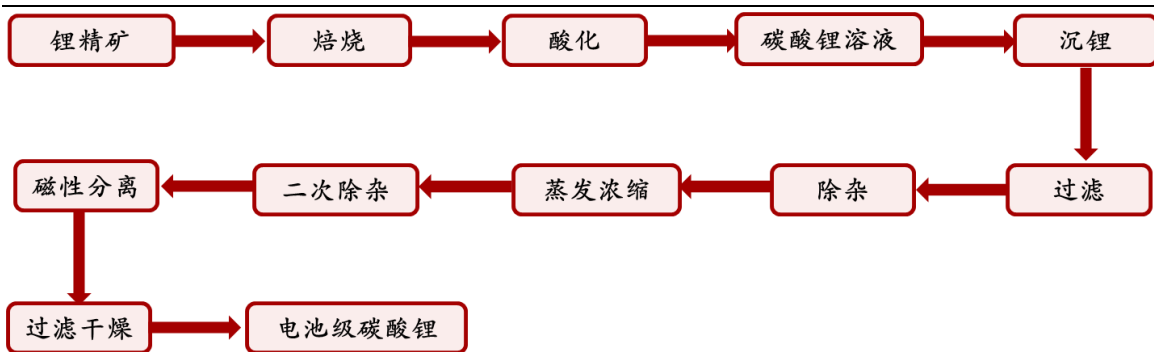 锂精矿
焙烧
酸化
碳酸锂溶液
沉锂
过滤
除杂
蒸发浓缩
二次除杂
磁性分离
过滤干燥
电池级碳酸锂